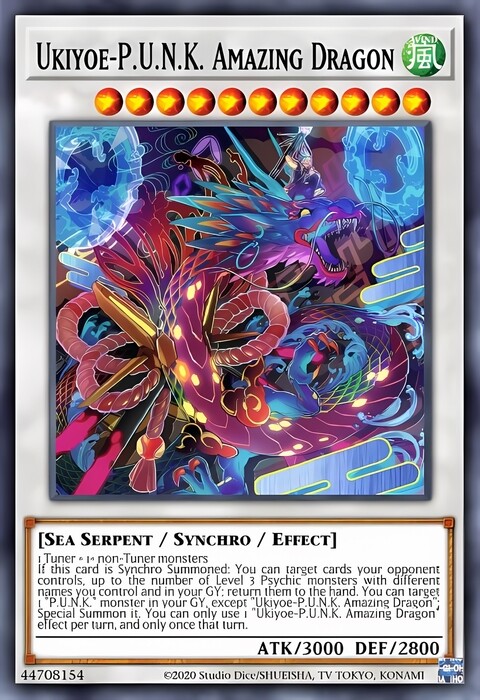 UKIYOE-P.U.N.K. AMAZING DRAGON
風
[SEA SERPENT / SYNCHRO / EFFECT]
1 Tuner + 1+ non-Tuner monsters
If this card is Synchro Summoned: You can target cards your opponent
controls, up to the number of Level 3 Psychic monsters with different
names you control and in your GY; return them to the hand. You can target
1 "P.U.N.K." monster in your GY, except "Ukiyoe-P.U.N.K. Amazing Dragon";
Special Summon it. You can only use 1 "Ukiyoe-P.U.N.K. Amazing Dragon"
effect per turn, and only once that turn.
ATK/3000 DEF/2800
44708154
©2020 Studio Dice/SHUEISHA, TV TOKYO, KONAMI